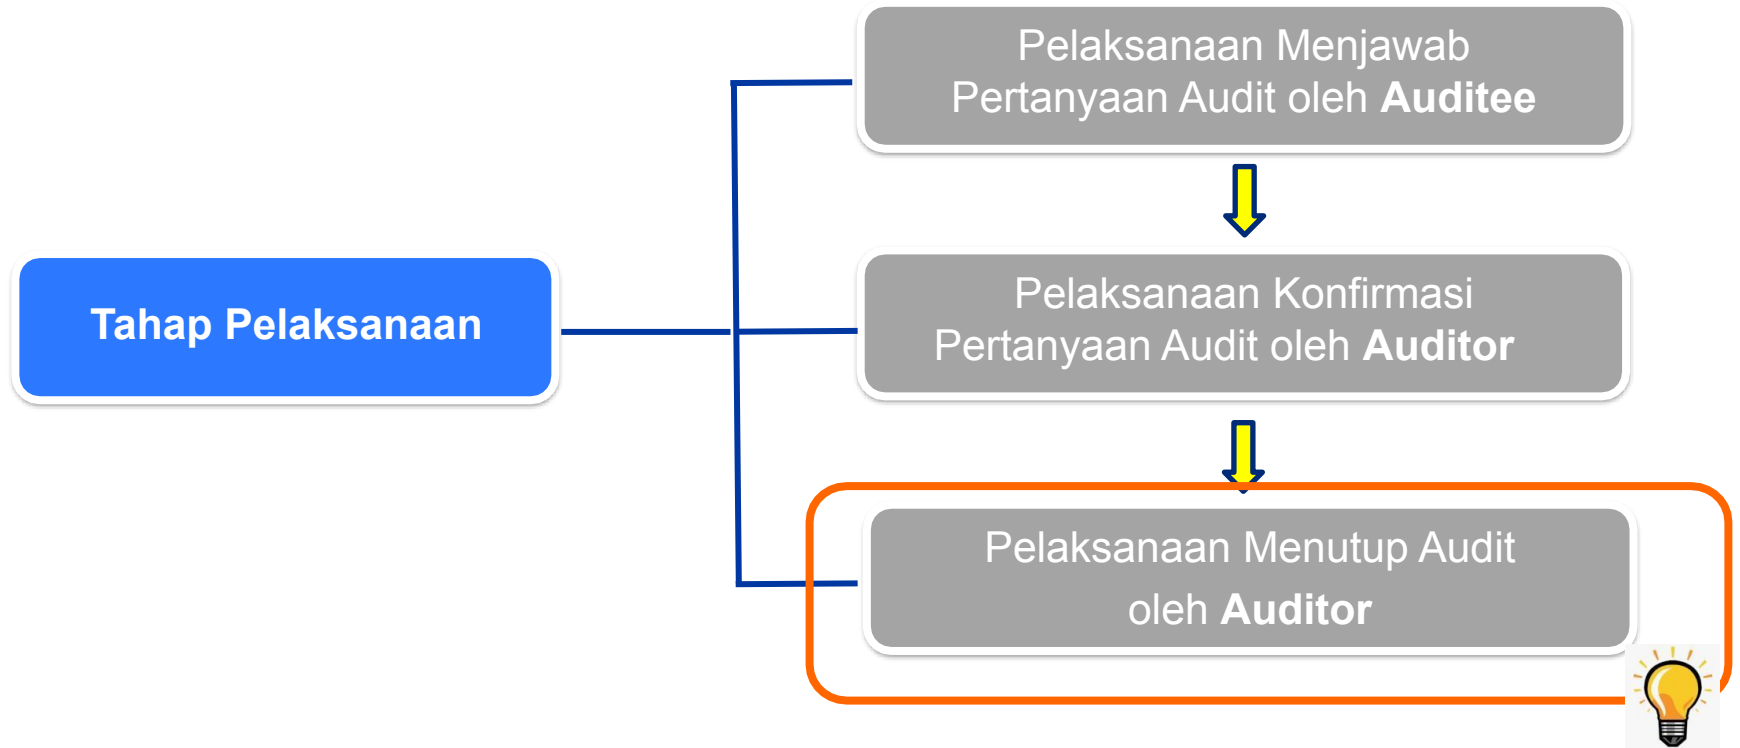 Pelaksanaan Menjawab
Pertanyaan Audit oleh Auditee
Tahap Pelaksanaan
Pelaksanaan Konfirmasi
Pertanyaan Audit oleh Auditor
Pelaksanaan Menutup Audit
oleh Auditor